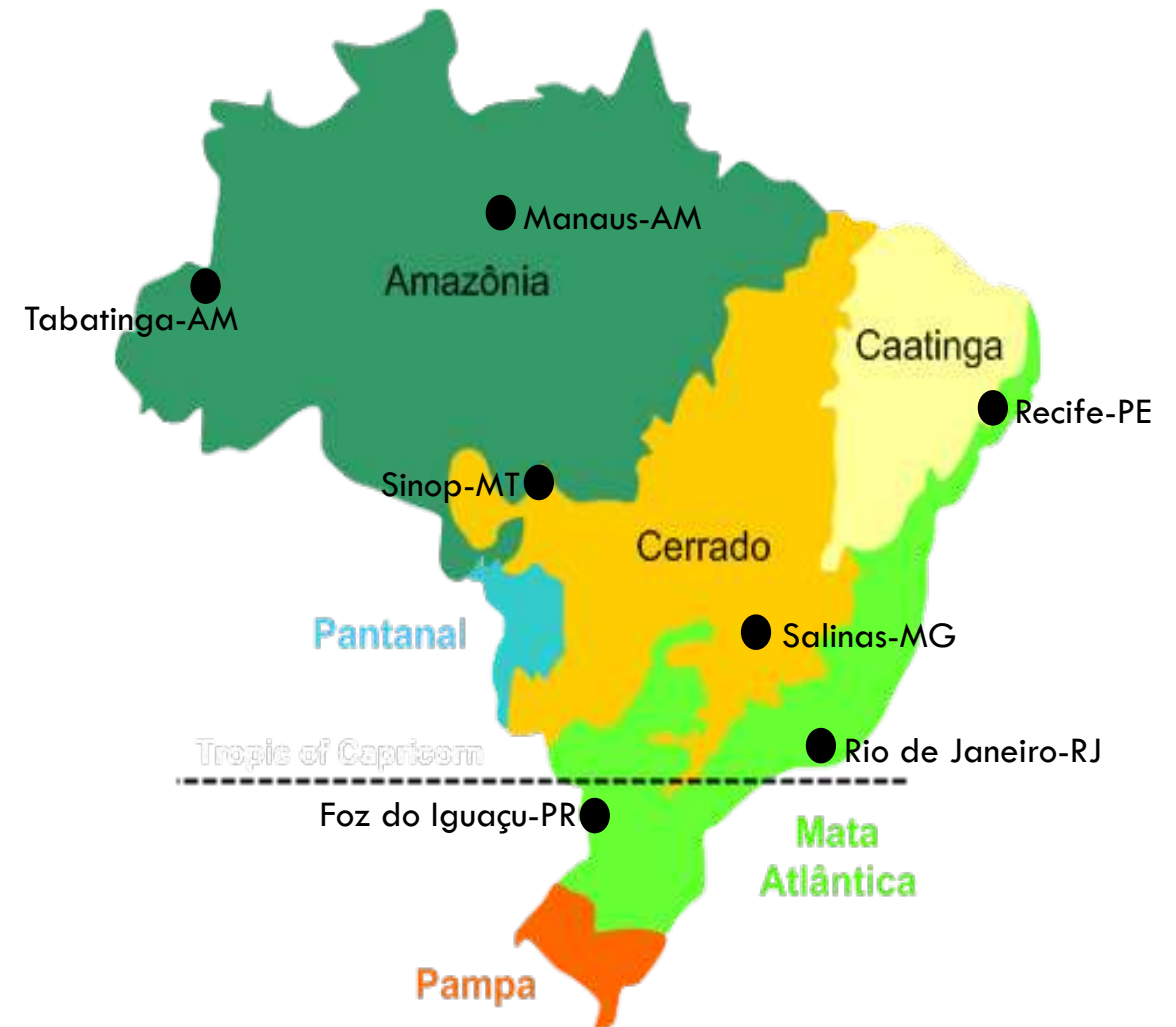 Manaus-AM
Amazônia
Tabatinga-AM
Caatinga
Recife-PE
Sinop-MT
Cerrado
Pantanal
Salinas-MG
Tropic of Capricorn
Rio de Janeiro-RJ
Foz do Iguaçu-PR
Mata
Atlântica
Pampa